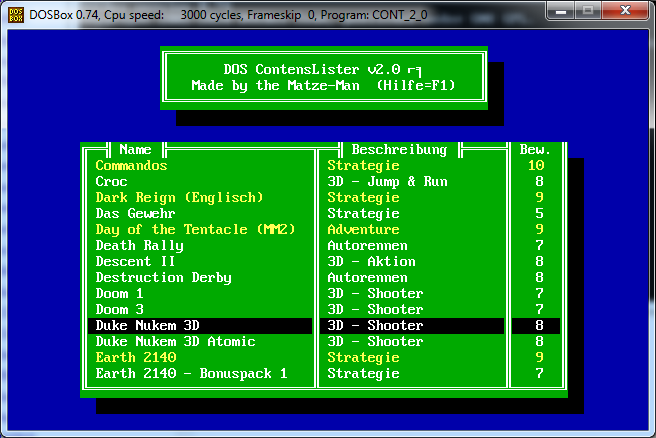 DOSBox 0.74, Cpu speed: 3000 cycles, Frameskip 0, Program: CONT_2_0
DOS ContensLister v2.0
Made by the Matze-Man (Hilfe=F1)
Name Beschreibung Bew.
Commandos Strategie 10
Croc 3D - Jump & Run 8
Dark Reign (Englisch) Strategie 9
Das Gewehr Strategie 5
Day of the Tentacle (MM2) Adventure 9
Death Rally Autorennen 7
Descent II 3D - Aktion 8
Destruction Derby Autorennen 8
Doom 1 3D - Shooter 7
Doom 3 3D - Shooter 7
Duke Nukem 3D 3D - Shooter 8
Duke Nukem 3D Atomic 3D - Shooter 8
Earth 2140 Strategie 9
Earth 2140 - Bonuspack 1 Strategie 7